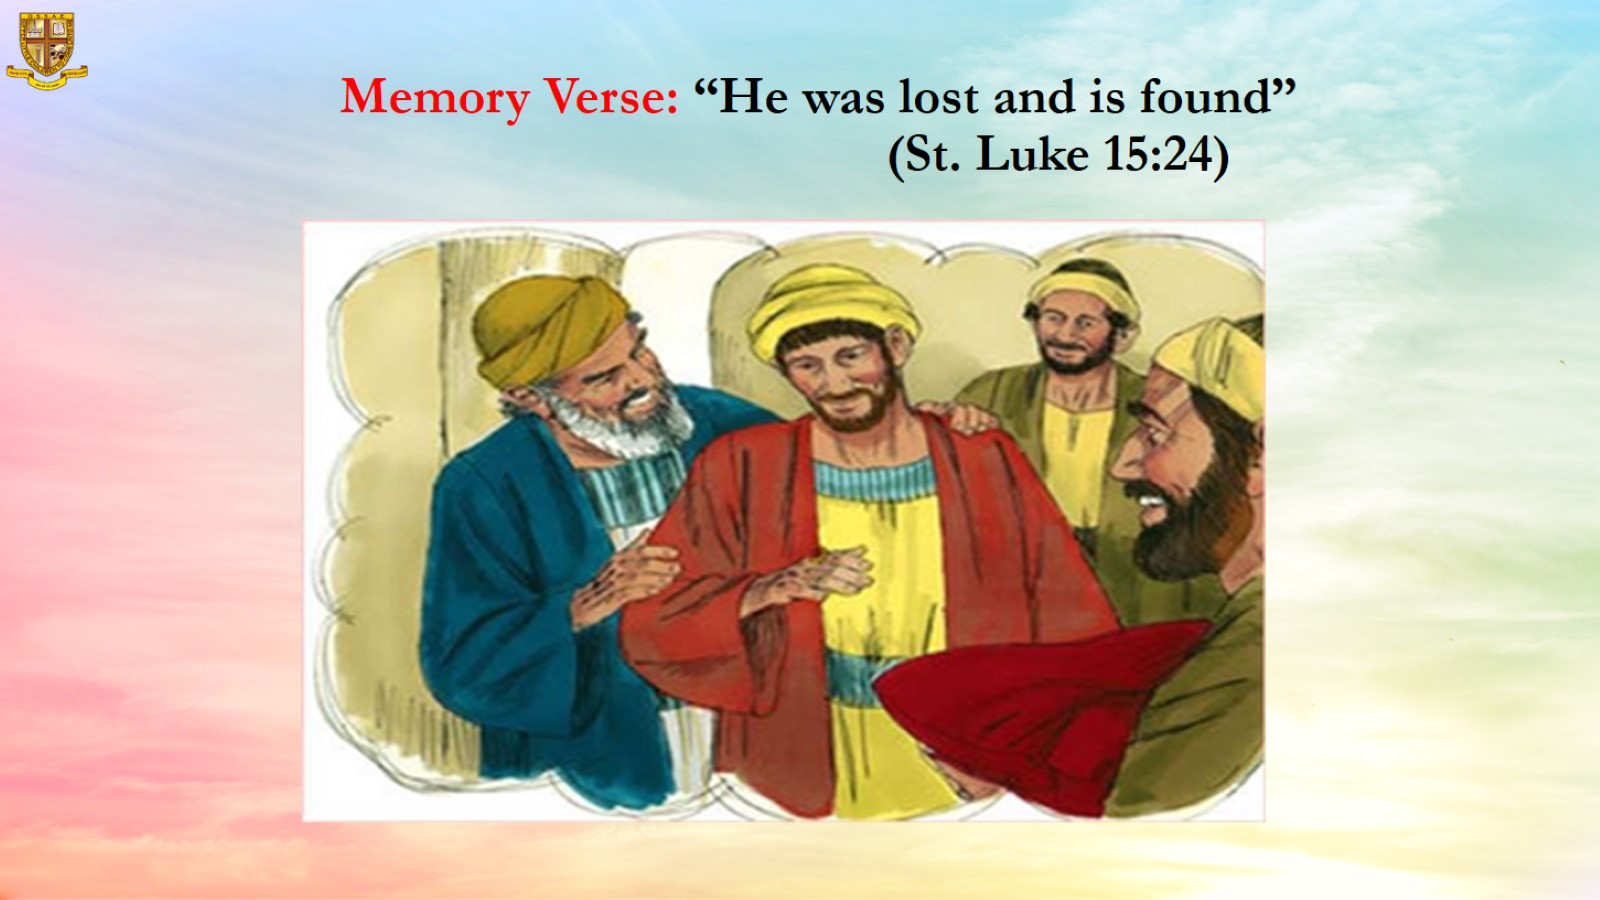 O.S.S.A.E
Memory Verse: “He was lost and is found”
(St. Luke 15:24)